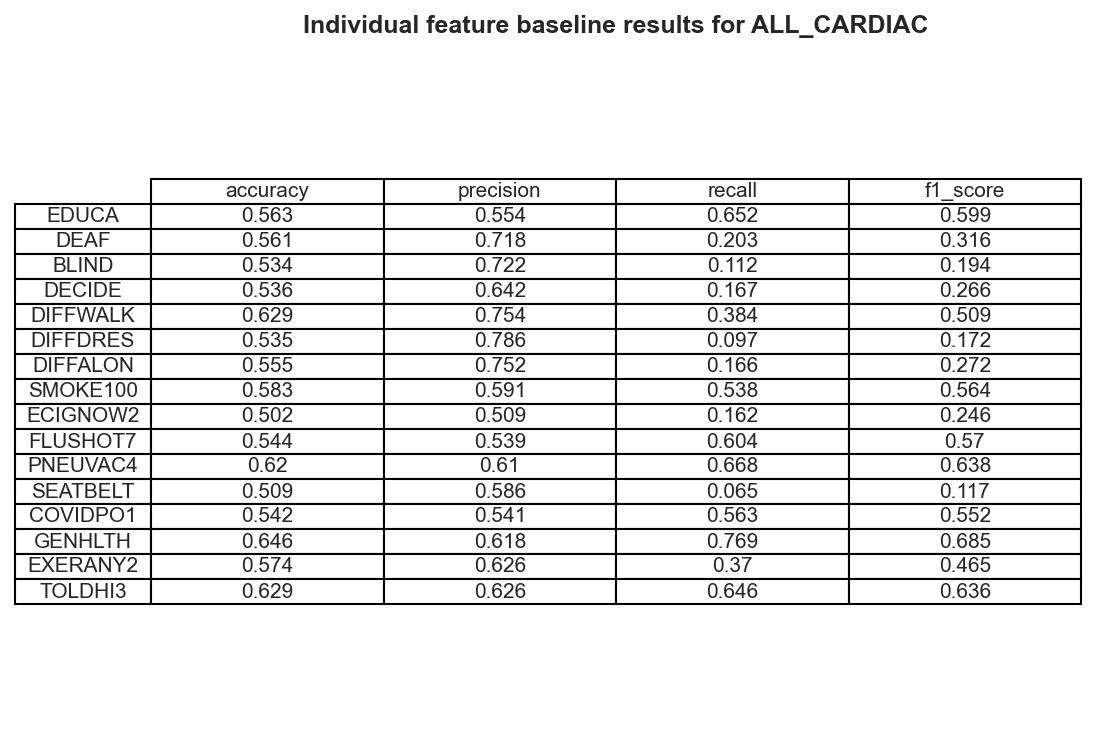 Individual feature baseline results for ALL_CARDIAC
accuracy precision recall f1_score
EDUCA 0.563 0.554 0.652 0.599
DEAF 0.561 0.718 0.203 0.316
BLIND 0.534 0.722 0.112 0.194
DECIDE 0.536 0.642 0.167 0.266
DIFFWALK 0.629 0.754 0.384 0.509
DIFFDRES 0.535 0.786 0.097 0.172
DIFFALON 0.555 0.752 0.166 0.272
SMOKE100 0.583 0.591 0.538 0.564
ECIGNOW2 0.502 0.509 0.162 0.246
FLUSHOT7 0.544 0.539 0.604 0.57
PNEUVAC4 0.62 0.61 0.668 0.638
SEATBELT 0.509 0.586 0.065 0.117
COVIDPO1 0.542 0.541 0.563 0.552
GENHLTH 0.646 0.618 0.769 0.685
EXERANY2 0.574 0.626 0.37 0.465
TOLDHI3 0.629 0.626 0.646 0.636